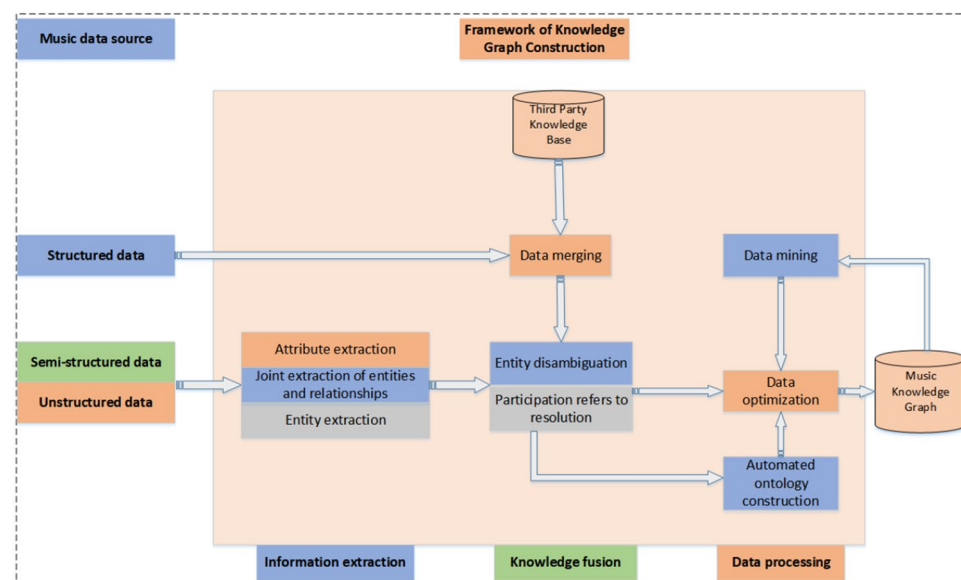 Music data source
Framework of Knowledge
Graph Construction
Third Party
Knowledge
Base
Structured data
Data merging
Data mining
Semi-structured data
Unstructured data
Attribute extraction
Joint extraction of entities
and relationships
Entity extraction
Entity disambiguation
Participation refers to
resolution
Data
optimization
Music
Knowledge
Graph
Automated
ontology
construction
Information extraction
Knowledge fusion
Data processing